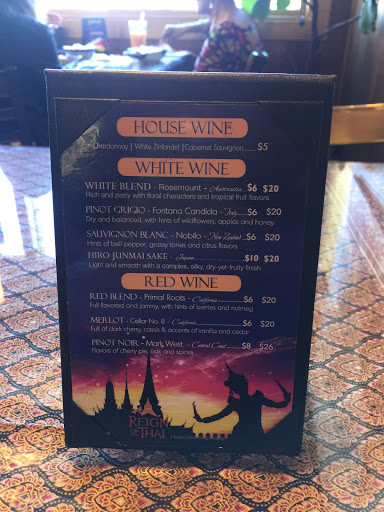 HOUSE WINE
Chardonnay | White Zinfandel | Cabernet Sauvignon........ $5
WHITE WINE
WHITE BLEND - Rosemount - Australia $6 $20
Rich and zesty with floral characters and tropical fruit flavors
PINOT GRIGIO - Fontana Candida - Italy.....$6 $20
Dry and balanced, with hints of wildflowers, apples and honey
SAUVIGNON BLANC - Nobilo - New Zealand...$6 $20
Hints of bell pepper, grassy tones and citrus flavors
HIRO JUNMAI SAKE - Japan.................$10 $20
Light and smooth with a complex, silky, dry-yet-fruity finish
RED WINE
RED BLEND - Primal Roots - California............$6 $20
Full flavored and jammy, with hints of berries and nutmeg
MERLOT - Cellar No. 8 - California................$6 $20
Full of dark cherry, cassis & accents of vanilla and cedar
PINOT NOIR - Mark West - Central Coast.......$8 $26
Flavors of cherry pie, oak and spices
REIGN
OF THAI